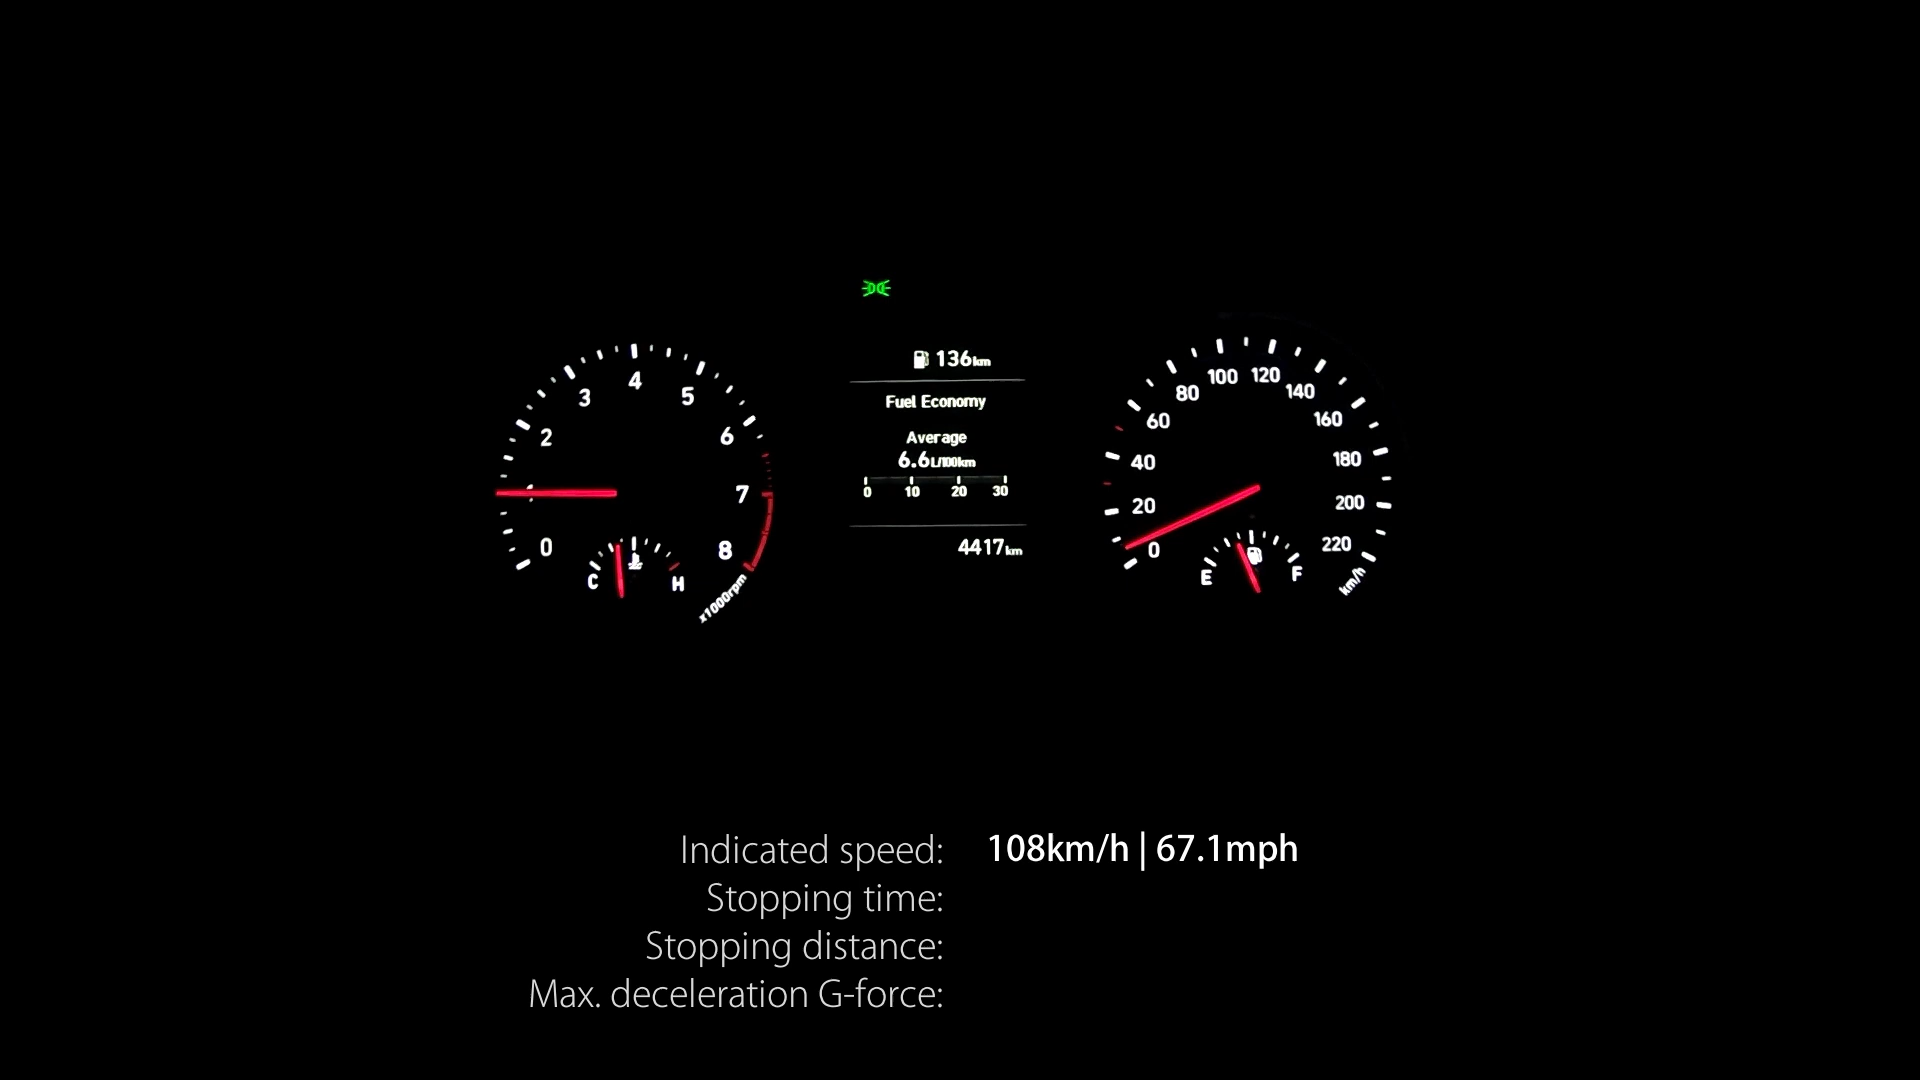 136km
Fuel Economy
Average
6.6L/100km
0 10 20 30
4417km
0
2
3
4
5
6
7
8
x1000rpm
C H
0
20
40
60
80
100
120
140
160
180
200
220
km/h
E F
Indicated speed: 108km/h | 67.1mph
Stopping time:
Stopping distance:
Max. deceleration G-force: